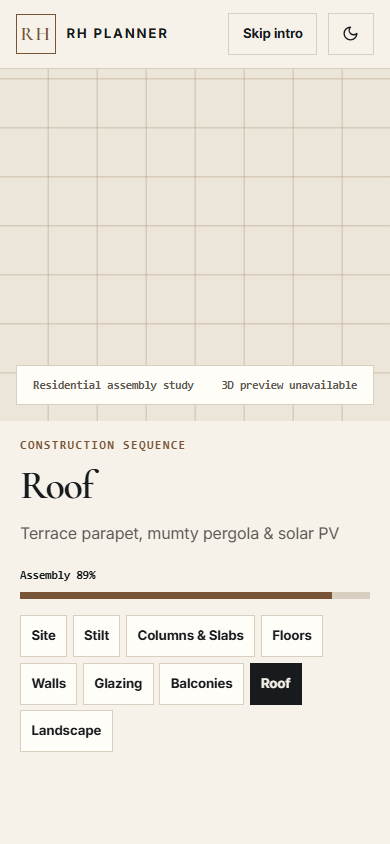 RH RH PLANNER Skip intro
Residential assembly study 3D preview unavailable
CONSTRUCTION SEQUENCE
Roof
Terrace parapet, mumty pergola & solar PV
Assembly 89%
Site Stilt Columns & Slabs Floors
Walls Glazing Balconies Roof
Landscape